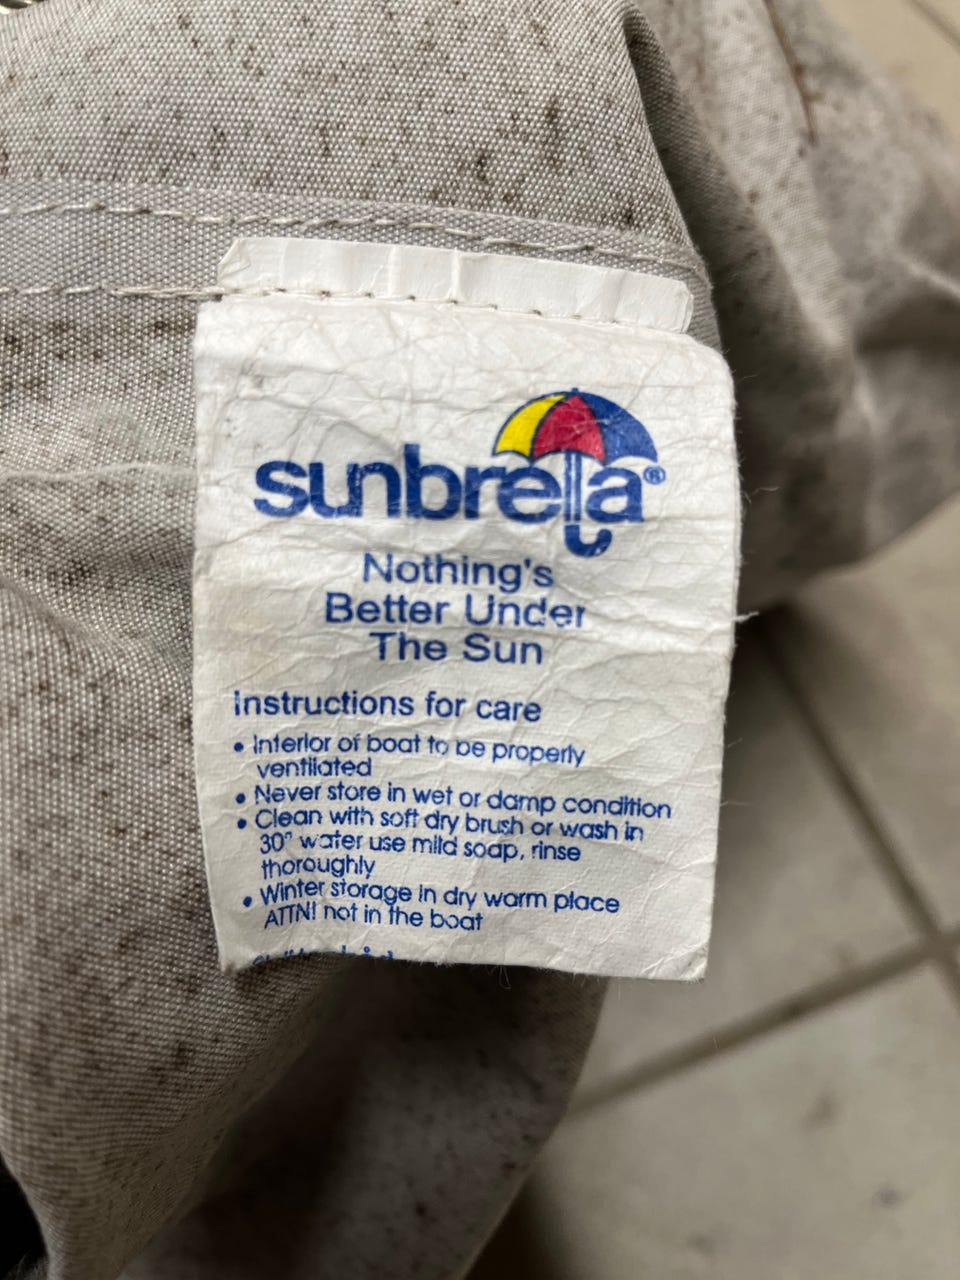 sunbrella®
Nothing's
Better Under
The Sun
Instructions for care
• Interior of boat to be properly
ventilated
• Never store in wet or damp condition
• Clean with soft dry brush or wash in
30° water use mild soap, rinse
thoroughly
• Winter storage in dry warm place
ATTN! not in the boat